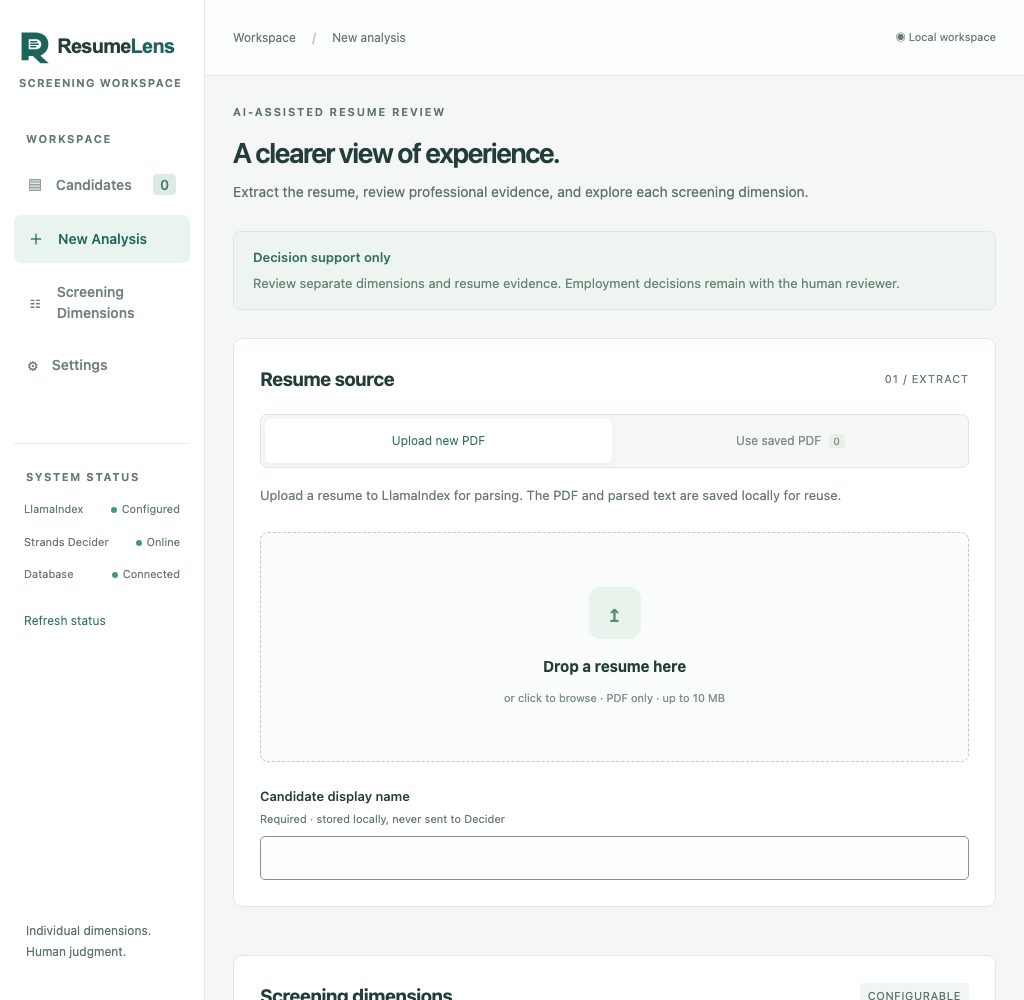 ResumeLens
SCREENING WORKSPACE
WORKSPACE
Candidates 0
New Analysis
Screening
Dimensions
Settings
SYSTEM STATUS
LlamaIndex Configured
Strands Decider Online
Database Connected
Refresh status
Individual dimensions.
Human judgment.
Workspace / New analysis
Local workspace
AI-ASSISTED RESUME REVIEW
A clearer view of experience.
Extract the resume, review professional evidence, and explore each screening dimension.
Decision support only
Review separate dimensions and resume evidence. Employment decisions remain with the human reviewer.
Resume source
01 / EXTRACT
Upload new PDF
Use saved PDF 0
Upload a resume to LlamaIndex for parsing. The PDF and parsed text are saved locally for reuse.
Drop a resume here
or click to browse · PDF only · up to 10 MB
Candidate display name
Required · stored locally, never sent to Decider
Screening dimensions
CONFIGURABLE